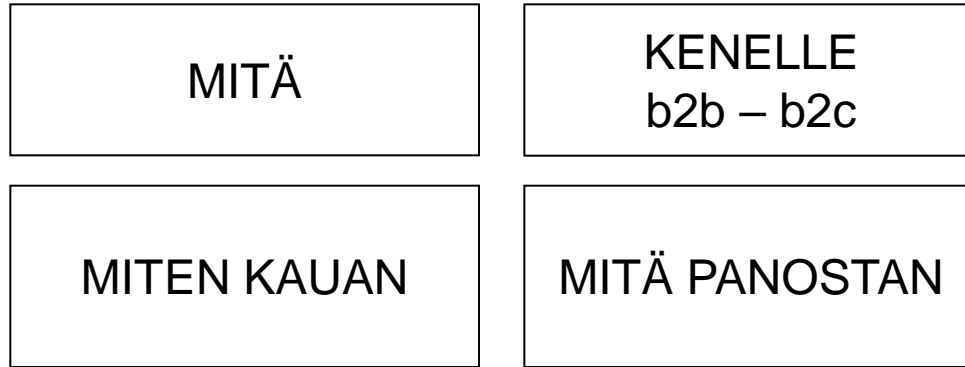 MITÄ
KENELLE
b2b – b2c
MITEN KAUAN
MITÄ PANOSTAN